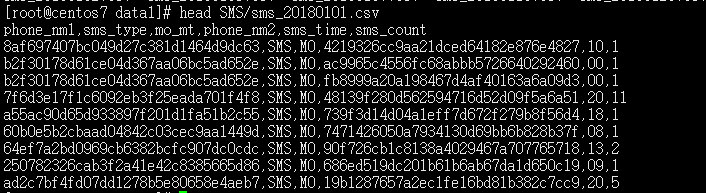 [root@centos7 data1]# head SMS/sms_20180101.csv
phone_nm1,sms_type,mo_mt,phone_nm2,sms_time,sms_count
8af697407bc049d27c381d1464d9dc63,SMS,MO,4219326cc9aa21dced64182e876e4827,10,1
b2f30178d61ce04d367aa06bc5ad652e,SMS,MO,ac9965c4556fc68abbb5726640292460,00,1
b2f30178d61ce04d367aa06bc5ad652e,SMS,MO,fb8999a20a198467d4af40163a6a09d3,00,1
7f6d3e17f1c6092eb3f25eada701f4f8,SMS,MO,48139f280d562594716d52d09f5a6a51,20,11
a55ac90d65d933897f201d1fa51b2c55,SMS,MO,739f3d14d04a1eff7d672f279b8f56d4,18,1
60b0e5b2cbaad04842c03cec9aa1449d,SMS,MO,7471426050a7934130d69bb6b828b37f,08,1
64ef7a2bd0969cb6382bcfc907dc0cdc,SMS,MO,90f726cb1c8138a4029467a707765718,13,2
250782326cab3f2a41e42c8385665d86,SMS,MO,686ed519dc201b61b6ab67da1d650c19,09,1
ad2c7bf4fd07dd1278b5e80658e4aeb7,SMS,MO,19b1287657a2ec1fe16bd81b382c7cc9,20,5